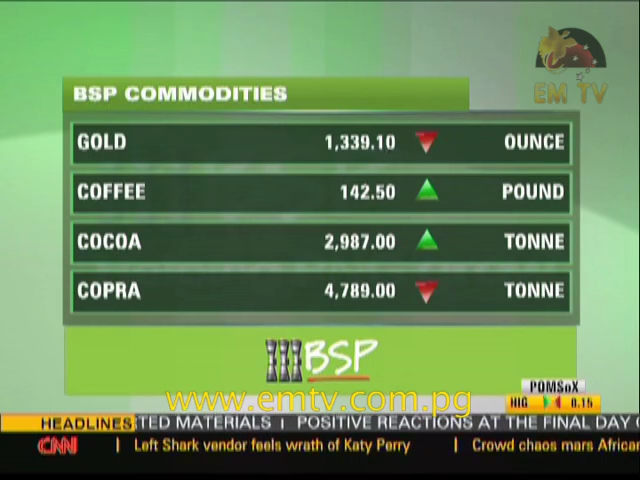 EM TV
BSP COMMODITIES
GOLD 1,339.10 OUNCE
COFFEE 142.50 POUND
COCOA 2,987.00 TONNE
COPRA 4,789.00 TONNE
BSP
www.emtv.com.pg
POMSoX
HIG 0.15
HEADLINES TED MATERIALS | POSITIVE REACTIONS AT THE FINAL DAY
CNN | Left Shark vendor feels wrath of Katy Perry | Crowd chaos mars African